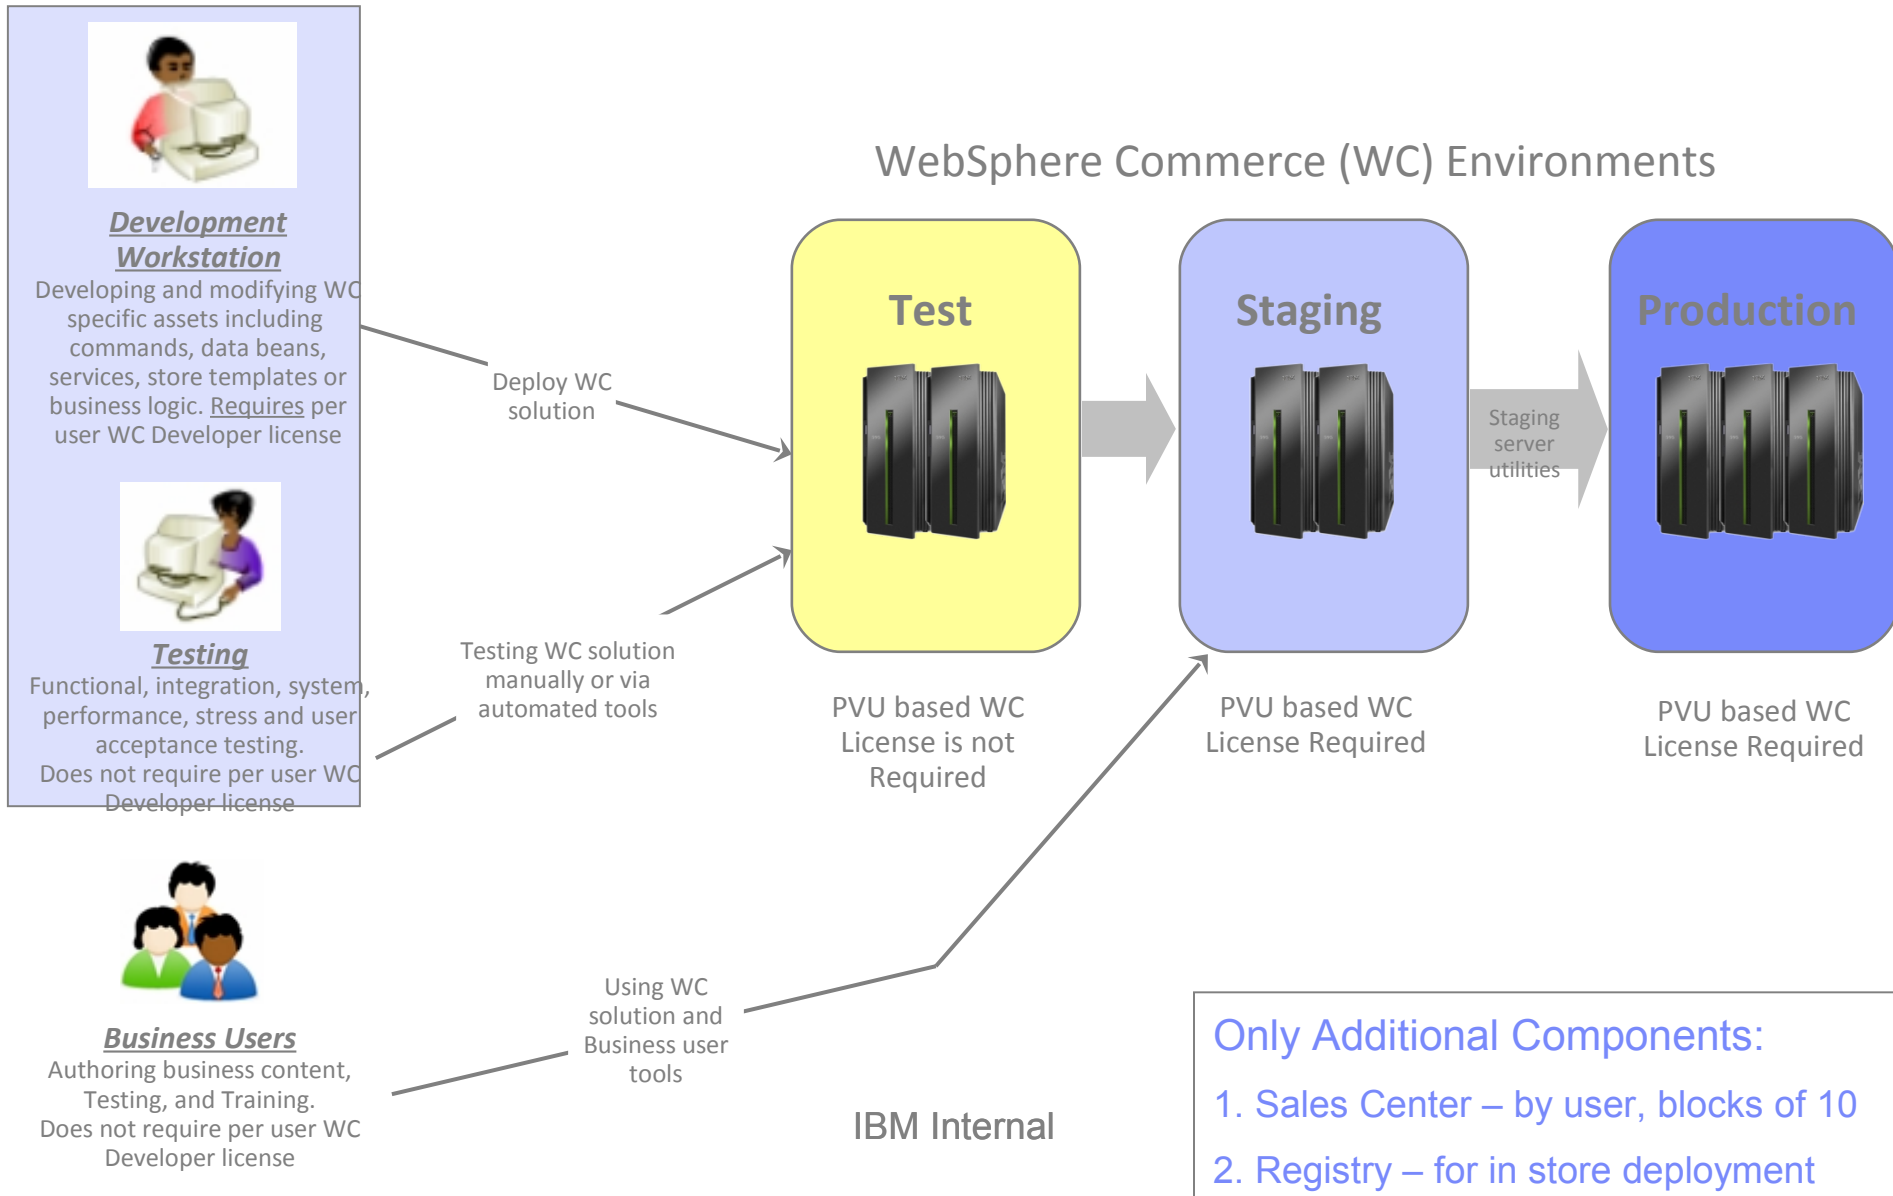 Development
Workstation
Developing and modifying WC
specific assets including
commands, data beans,
services, store templates or
business logic. Requires per
user WC Developer license
Testing
Functional, integration, system,
performance, stress and user
acceptance testing.
Does not require per user WC
Developer license
Business Users
Authoring business content,
Testing, and Training.
Does not require per user WC
Developer license
Deploy WC
solution
Testing WC solution
manually or via
automated tools
Using WC
solution and
Business user
tools
WebSphere Commerce (WC) Environments
Test
PVU based WC
License is not
Required
Staging
PVU based WC
License Required
Staging
server
utilities
Production
PVU based WC
License Required
IBM Internal
Only Additional Components:
1. Sales Center – by user, blocks of 10
2. Registry – for in store deployment